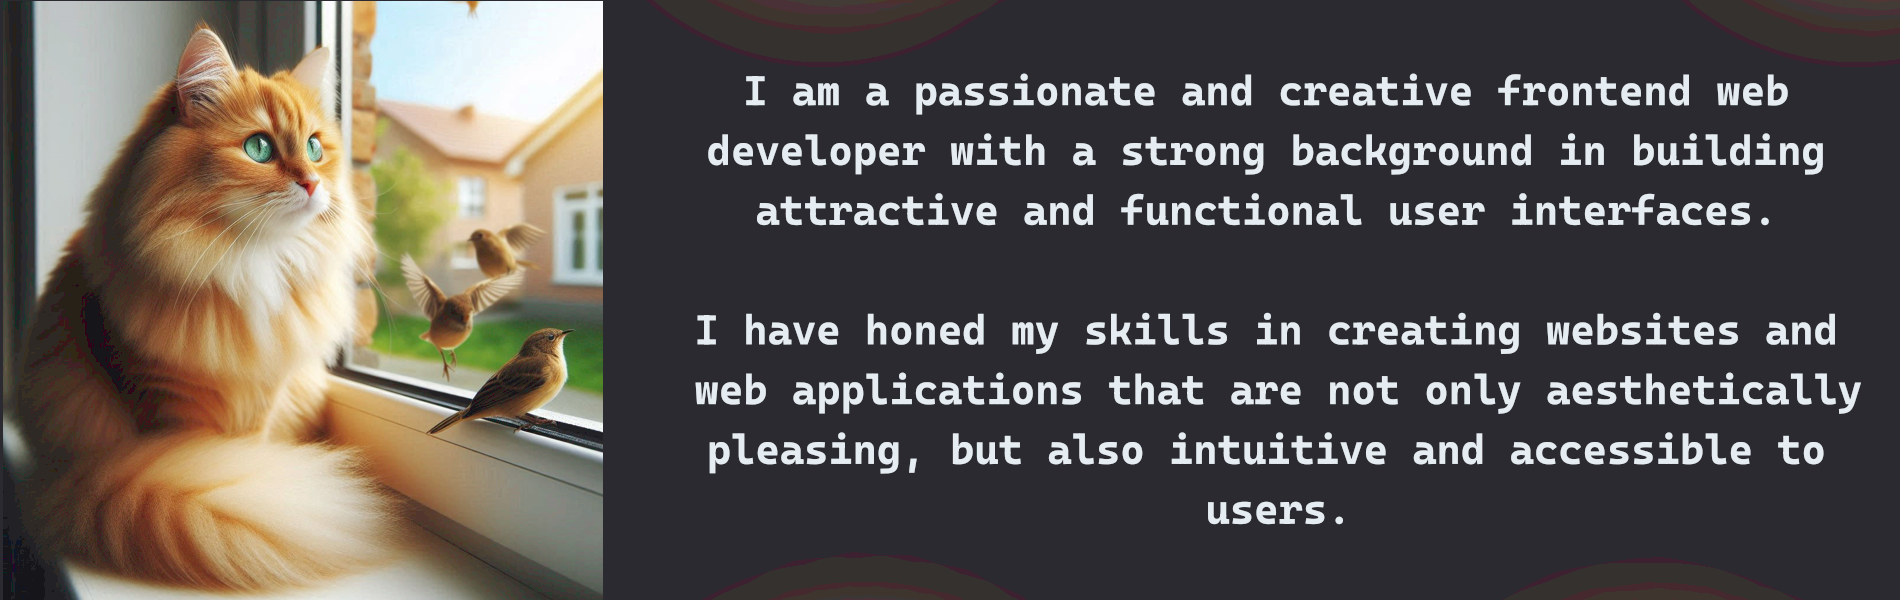 I am a passionate and creative frontend web
developer with a strong background in building
attractive and functional user interfaces.
I have honed my skills in creating websites and
web applications that are not only aesthetically
pleasing, but also intuitive and accessible to
users.